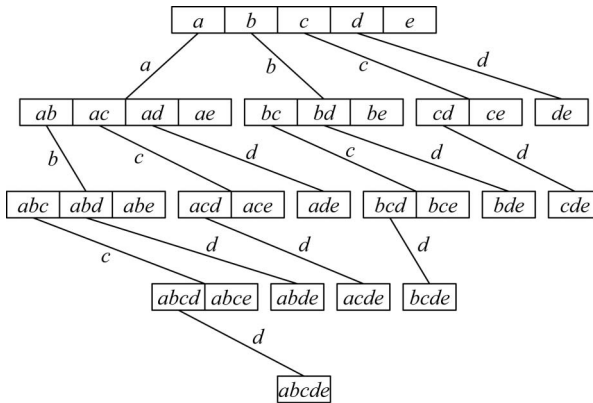 a b c d e
a b c d
ab ac ad ae bc bd be cd ce de
b c d c d d
abc abd abe acd ace ade bcd bce bde cde
c d d d
abcd abce abde acde bcde
d
abcde